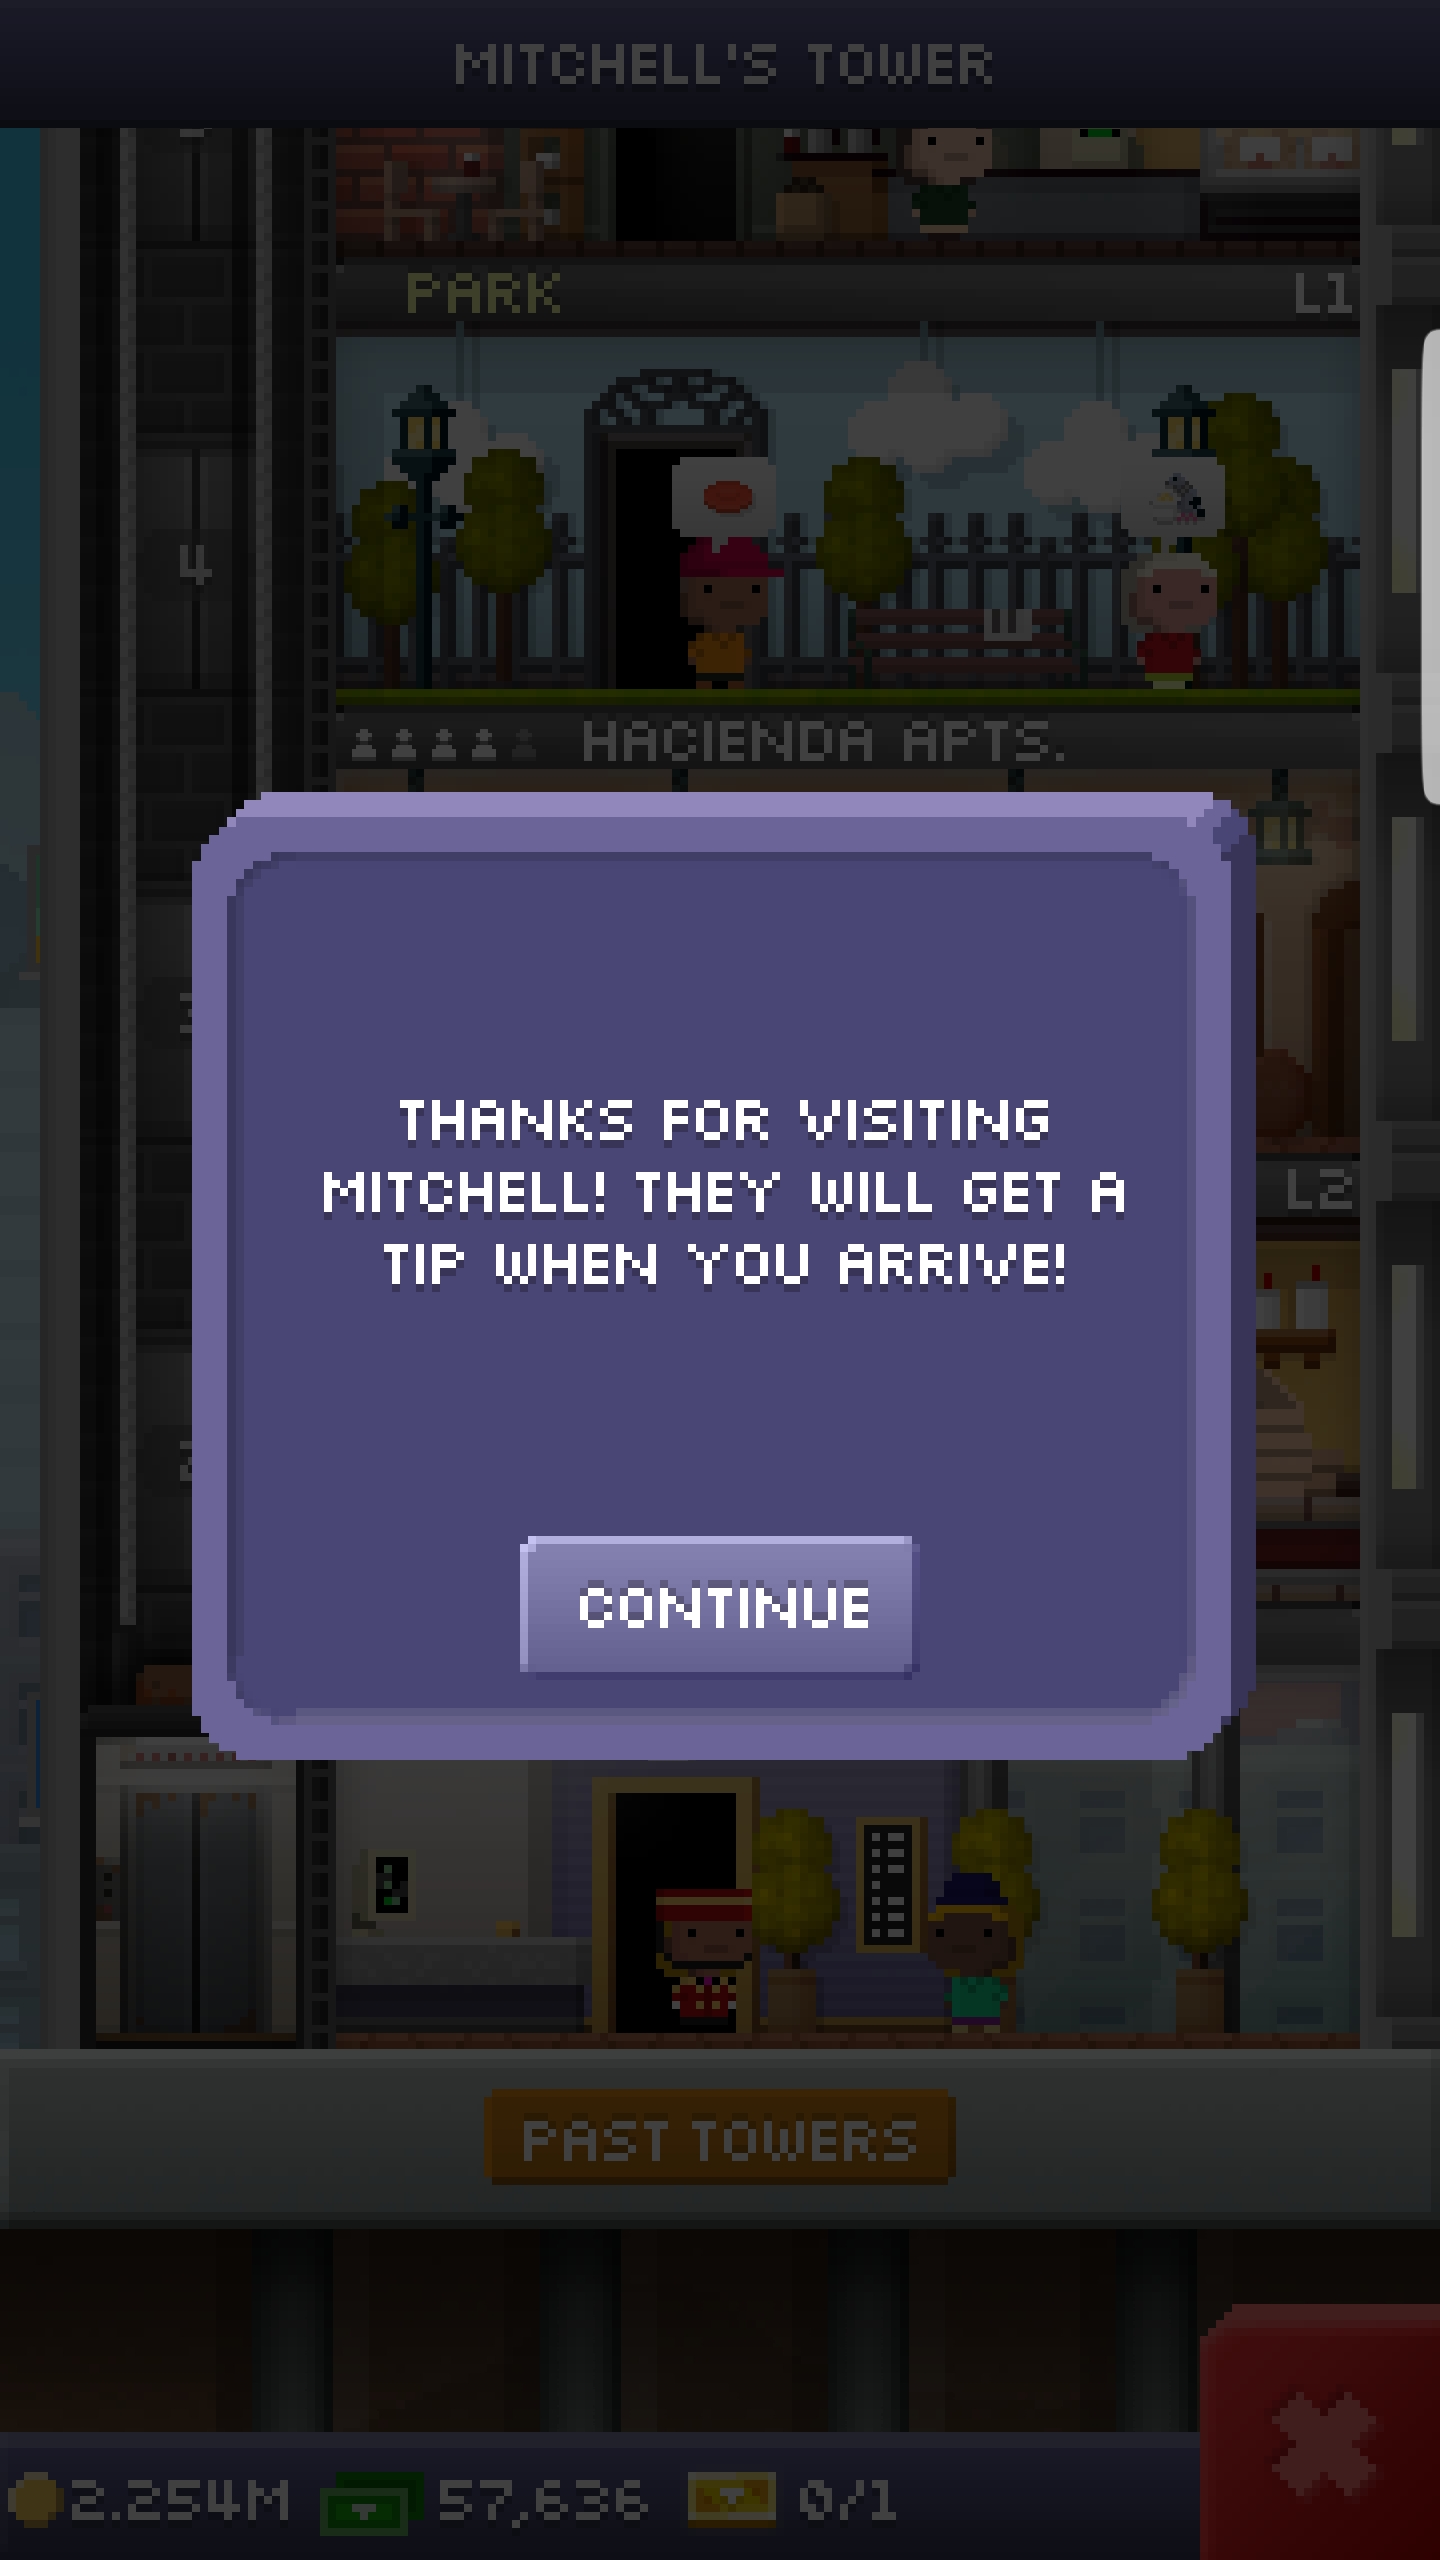 MITCHELL'S TOWER
PARK L1
4
HACIENDA APTS.
L2
THANKS FOR VISITING
MITCHELL! THEY WILL GET A
TIP WHEN YOU ARRIVE!
CONTINUE
PAST TOWERS
2.254M 57,636 0/1